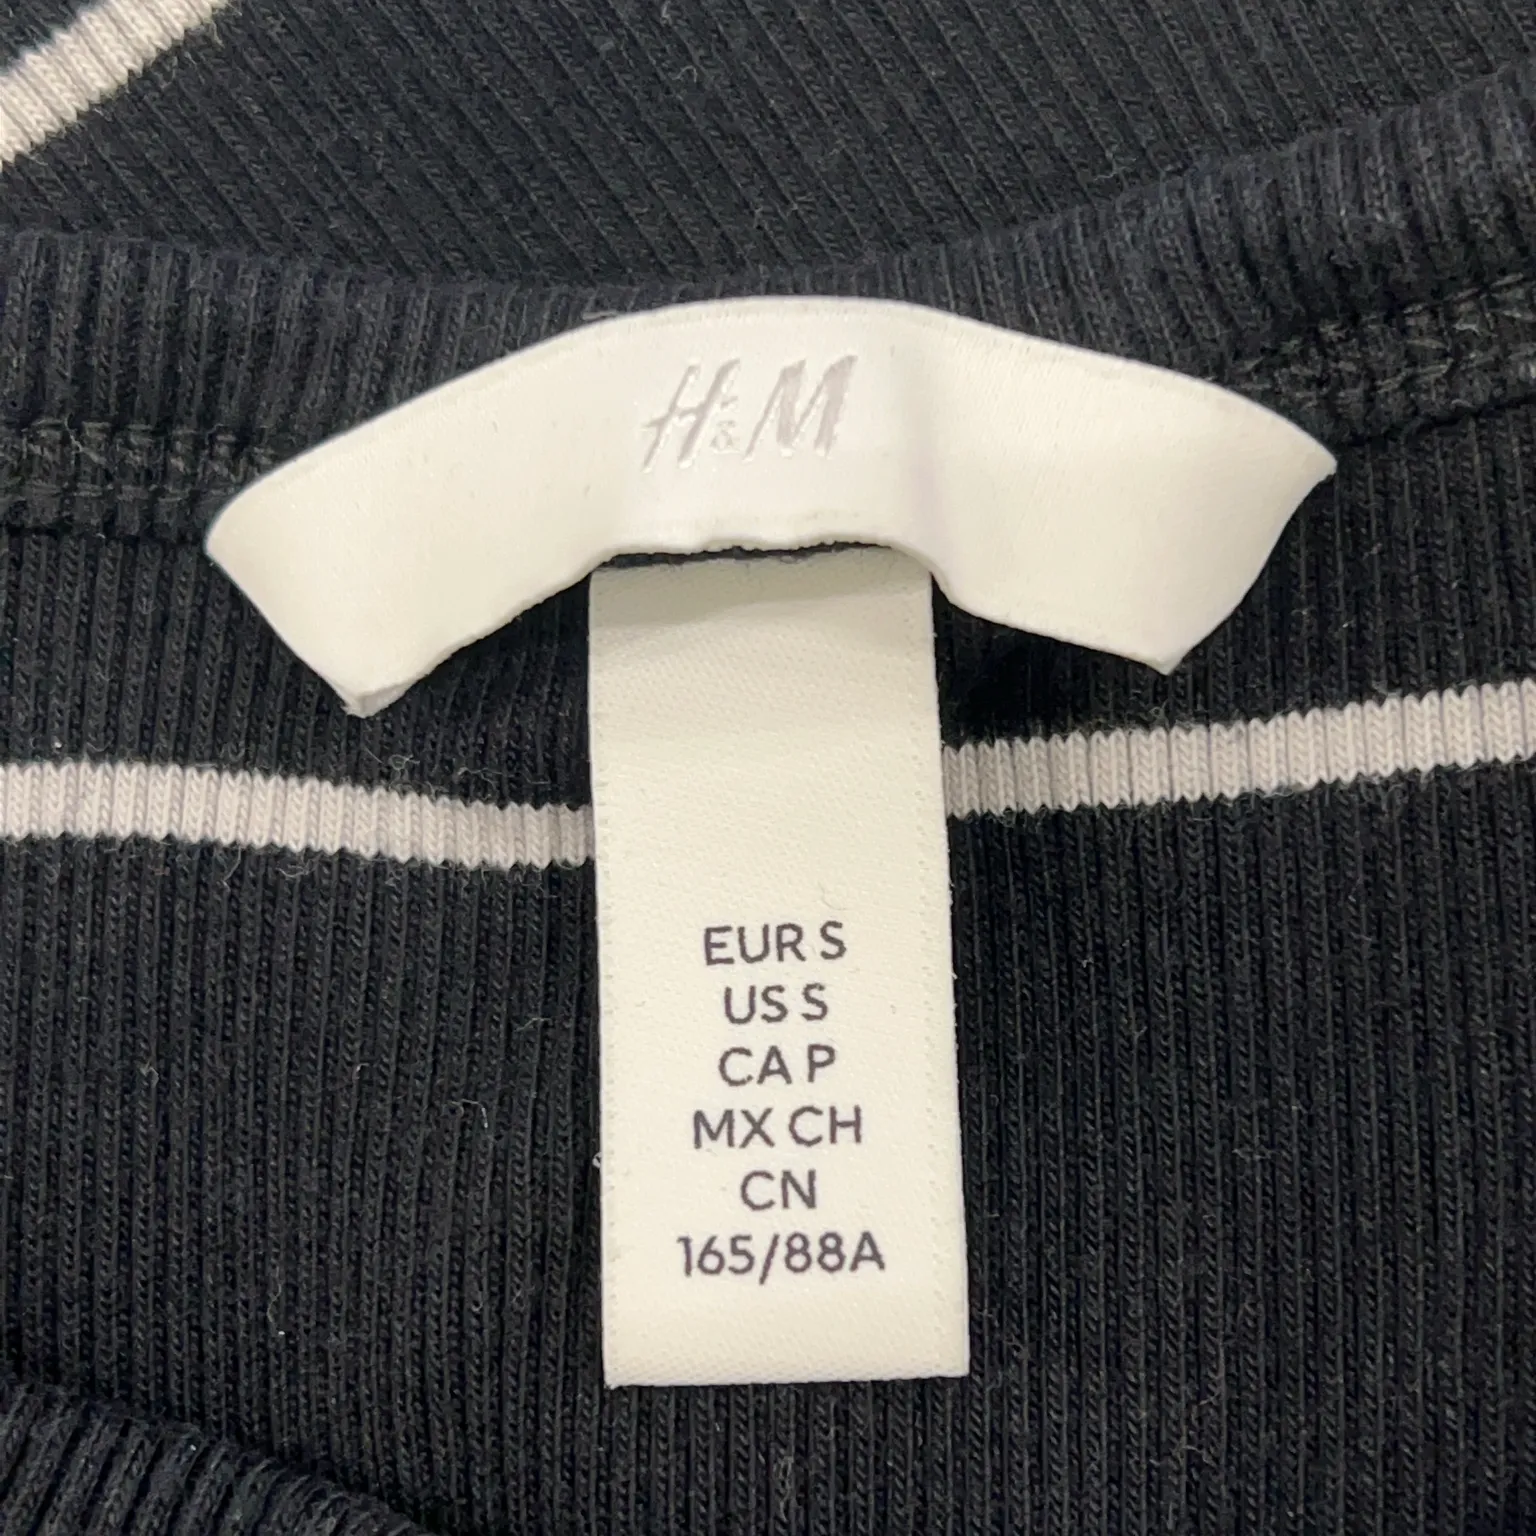 H&M
EUR S
US S
CA P
MX CH
CN
165/88A